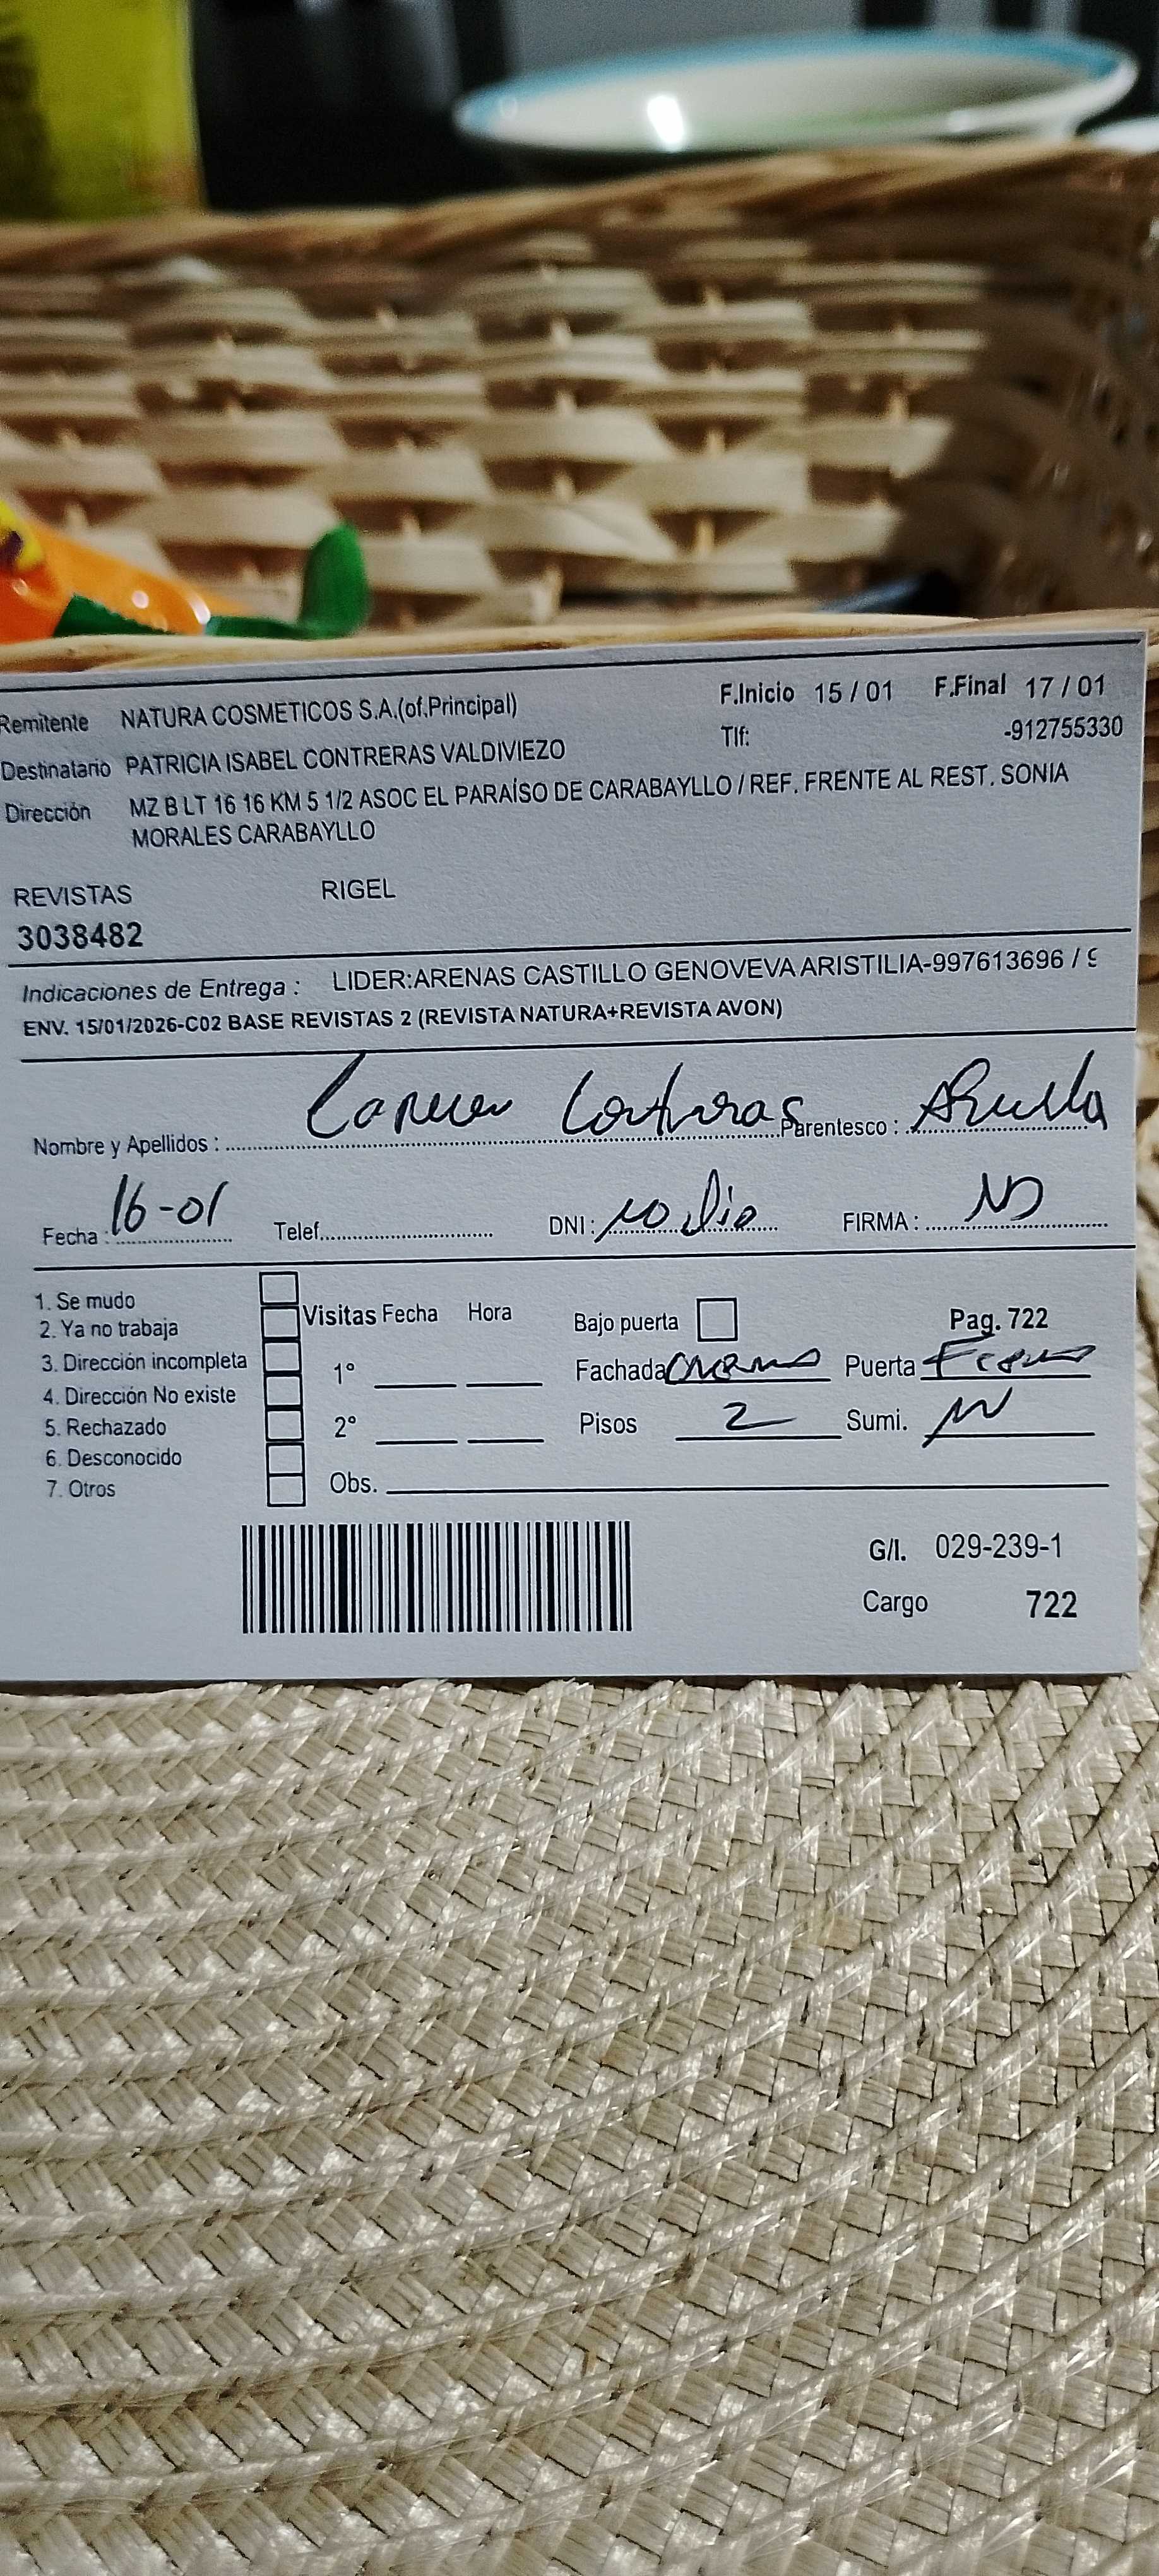 Remitente NATURA COSMETICOS S.A.(of.Principal) F.Inicio 15 / 01 F.Final 17 / 01
Destinatario PATRICIA ISABEL CONTRERAS VALDIVIEZO Tlf: -912755330
Dirección MZ B LT 16 16 KM 5 1/2 ASOC EL PARAÍSO DE CARABAYLLO / REF. FRENTE AL REST. SONIA
MORALES CARABAYLLO
REVISTAS RIGEL
3038482
Indicaciones de Entrega : LIDER:ARENAS CASTILLO GENOVEVA ARISTILIA-997613696 / 9
ENV. 15/01/2026-C02 BASE REVISTAS 2 (REVISTA NATURA+REVISTA AVON)
Nombre y Apellidos : Carmen Contreras Parentesco :
Fecha : 16-01 Telef. DNI : no dio FIRMA : ND
1. Se mudo
2. Ya no trabaja Visitas Fecha Hora Bajo puerta Pag. 722
3. Dirección incompleta 1° Fachada Puerta
4. Dirección No existe
5. Rechazado 2° Pisos 2 Sumi.
6. Desconocido
7. Otros Obs.
G/I. 029-239-1
Cargo 722